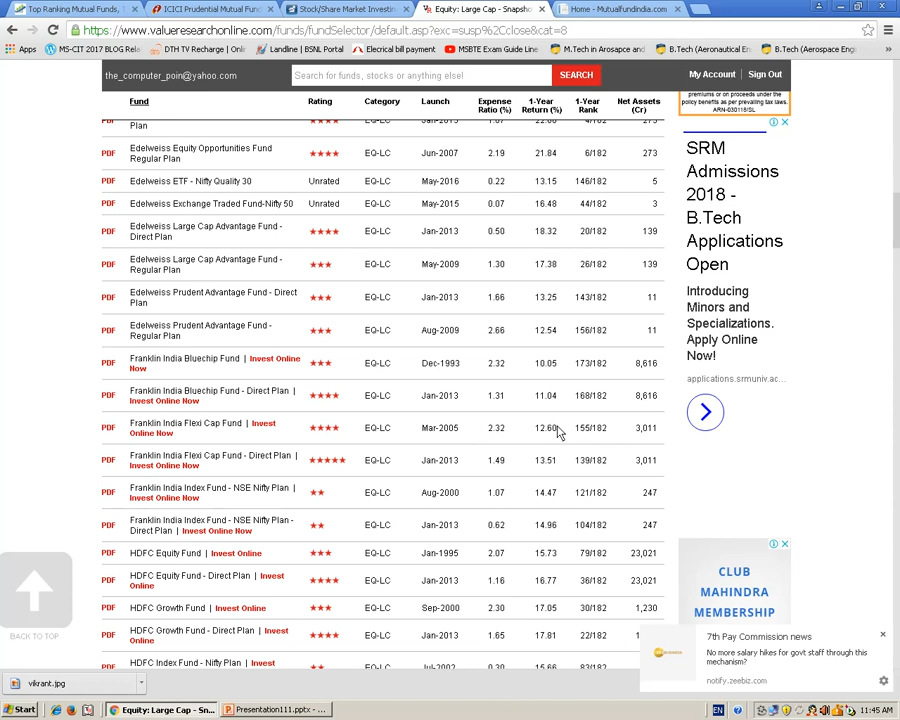 Top Ranking Mutual Funds,
ICICI Prudential Mutual Fund
Stock/Share Market Investin
Equity: Large Cap - Snapsho
Home - Mutualfundindia.com
https://www.valueresearchonline.com/funds/fundSelector/default.asp?exc=susp%2Cclose&cat=8
Apps
MS-CIT 2017 BLOG Rela
DTH TV Recharge | Onlin
Landline | BSNL Portal
Elecrical bill payment
MSBTE Exam Guide Line
M.Tech in Arosapce and
B.Tech (Aeronautical En
B.Tech (Aerospace Engi
the_computer_poin@yahoo.com
Search for funds, stocks or anything else!
SEARCH
My Account | Sign Out
Fund Rating Category Launch Expense Ratio (%) 1-Year Return (%) 1-Year Rank Net Assets (Cr)
Plan
PDF Edelweiss Equity Opportunities Fund EQ-LC Jun-2007 2.19 21.84 6/182 273
Regular Plan
PDF Edelweiss ETF - Nifty Quality 30 Unrated EQ-LC May-2016 0.22 13.15 146/182 5
PDF Edelweiss Exchange Traded Fund-Nifty 50 Unrated EQ-LC May-2015 0.07 16.48 44/182 3
PDF Edelweiss Large Cap Advantage Fund - EQ-LC Jan-2013 0.50 18.32 20/182 139
Direct Plan
PDF Edelweiss Large Cap Advantage Fund - EQ-LC May-2009 1.30 17.38 26/182 139
Regular Plan
PDF Edelweiss Prudent Advantage Fund - Direct EQ-LC Jan-2013 1.66 13.25 143/182 11
Plan
PDF Edelweiss Prudent Advantage Fund - EQ-LC Aug-2009 2.66 12.54 156/182 11
Regular Plan
PDF Franklin India Bluechip Fund | Invest Online EQ-LC Dec-1993 2.32 10.05 173/182 8,616
Now
PDF Franklin India Bluechip Fund - Direct Plan | EQ-LC Jan-2013 1.31 11.04 168/182 8,616
Invest Online Now
PDF Franklin India Flexi Cap Fund | Invest EQ-LC Mar-2005 2.32 12.60 155/182 3,011
Online Now
PDF Franklin India Flexi Cap Fund - Direct Plan | EQ-LC Jan-2013 1.49 13.51 139/182 3,011
Invest Online Now
PDF Franklin India Index Fund - NSE Nifty Plan | EQ-LC Aug-2000 1.07 14.47 121/182 247
Invest Online Now
PDF Franklin India Index Fund - NSE Nifty Plan - EQ-LC Jan-2013 0.62 14.96 104/182 247
Direct Plan | Invest Online Now
PDF HDFC Equity Fund | Invest Online EQ-LC Jan-1995 2.07 15.73 79/182 23,021
PDF HDFC Equity Fund - Direct Plan | Invest EQ-LC Jan-2013 1.16 16.77 36/182 23,021
Online
PDF HDFC Growth Fund | Invest Online EQ-LC Sep-2000 2.30 17.05 30/182 1,230
PDF HDFC Growth Fund - Direct Plan | Invest EQ-LC Jan-2013 1.65 17.81 22/182
Online
PDF HDFC Index Fund - Nifty Plan | Invest EQ-LC
BACK TO TOP
premiums or on proceeds under the
policy benefits as per prevailing tax laws.
ARN-0310118/SL
SRM
Admissions
2018 -
B.Tech
Applications
Open
Introducing
Minors and
Specializations.
Apply Online
Now!
applications.srmuniv.ac...
CLUB
MAHINDRA
MEMBERSHIP
7th Pay Commission news
No more salary hikes for govt staff through this
mechanism?
notify.zeebiz.com
vikrant.jpg
Start
Equity: Large Cap - Sn...
Presentation111.pptx - ...
EN
11:45 AM